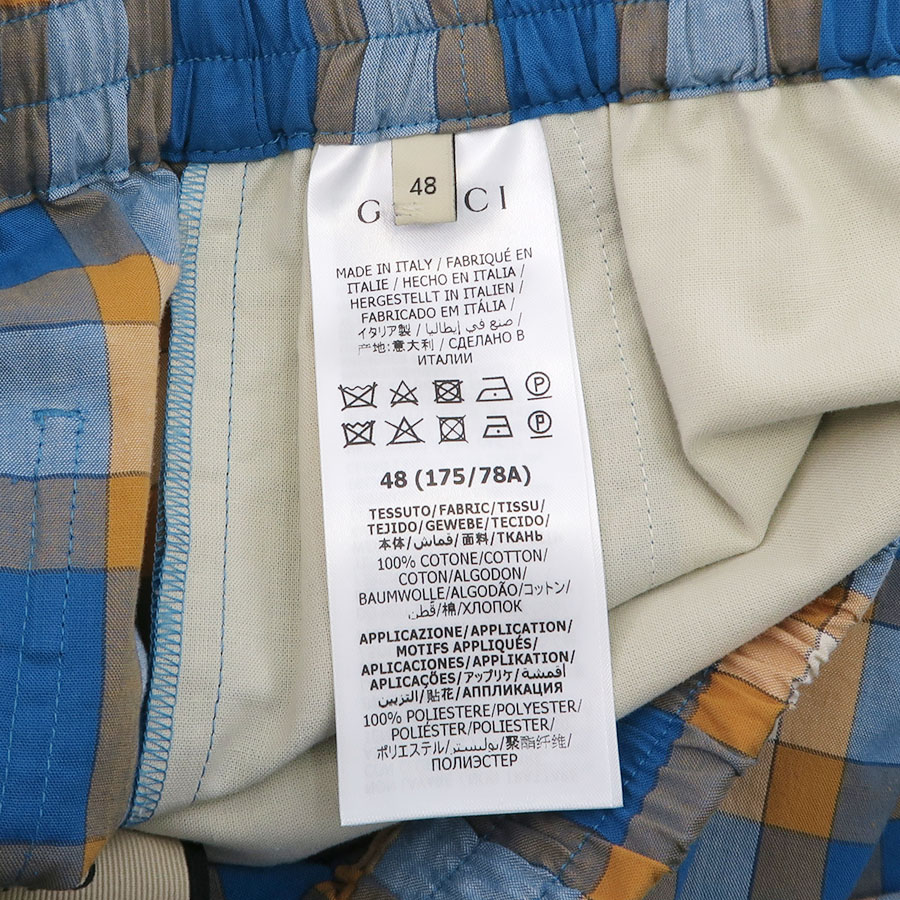 48
G CI
MADE IN ITALY / FABRIQUÉ EN
ITALIE / HECHO EN ITALIA /
HERGESTELLT IN ITALIEN /
FABRICADO EM ITÁLIA /
イタリア製 / صنع في إيطاليا /
产地:意大利 / СДЕЛАНО В
ИТАЛИИ
P
P
48 (175/78A)
TESSUTO/FABRIC/TISSU/
TEJIDO/GEWEBE/TECIDO/
本体/قماش/面料/ТКАНЬ
100% COTONE/COTTON/
COTON/ALGODON/
BAUMWOLLE/ALGODÃO/コットン/
قطن/棉/ХЛОПОК
APPLICAZIONE/APPLICATION/
MOTIFS APPLIQUÉS/
APLICACIONES/APPLIKATION/
APLICAÇÕES/アップリケ/أقمشة
التزيين/贴花/АППЛИКАЦИЯ
100% POLIESTERE/POLYESTER/
POLIÉSTER/POLYESTER/
ポリエステル/بوليستر/聚酯纤维/
ПОЛИЭСТЕР